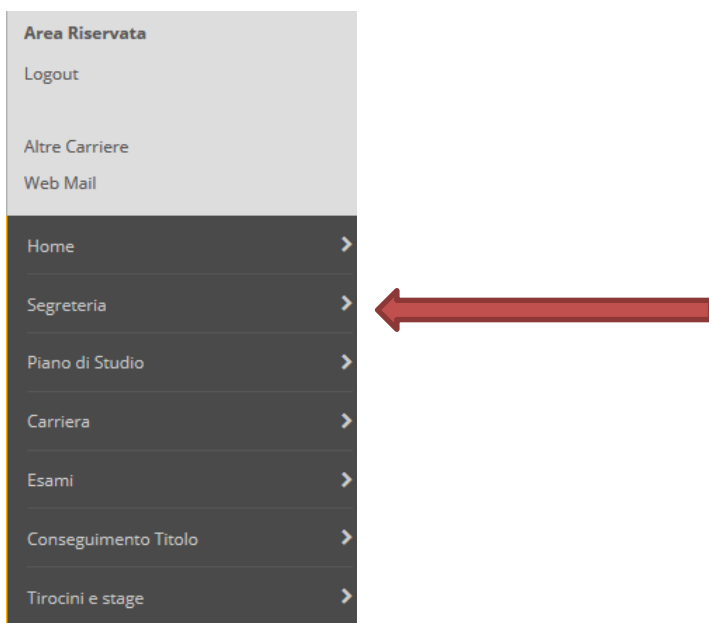 Area Riservata
Logout
Altre Carriere
Web Mail
Home
Segreteria
Piano di Studio
Carriera
Esami
Conseguimento Titolo
Tirocini e stage